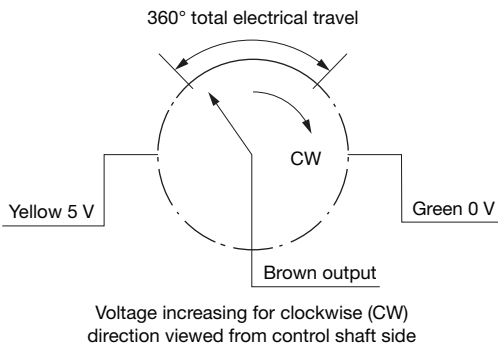 360° total electrical travel
CW
Yellow 5 V
Green 0 V
Brown output
Voltage increasing for clockwise (CW)
direction viewed from control shaft side